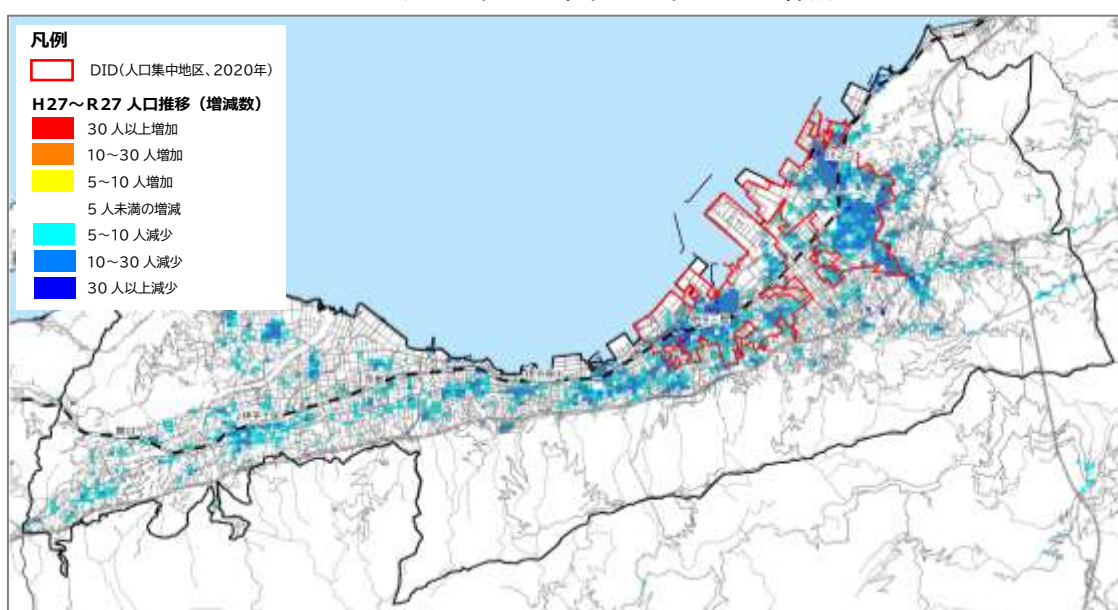 凡例
DID(人口集中地区、2020年)
H27～R27 人口推移（増減数）
30 人以上増加
10～30 人増加
5～10 人増加
5 人未満の増減
5～10 人減少
10～30 人減少
30 人以上減少